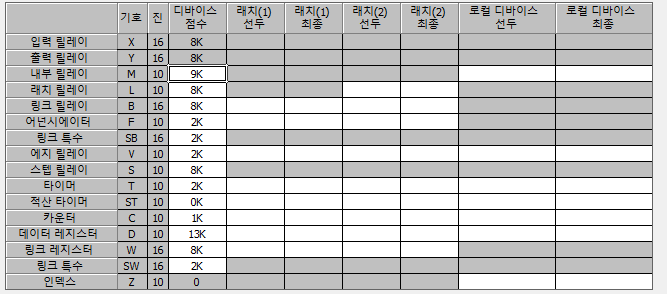 기호 진 디바이스 점수 래치(1) 선두 래치(1) 최종 래치(2) 선두 래치(2) 최종 로컬 디바이스 선두 로컬 디바이스 최종
입력 릴레이 X 16 8K
출력 릴레이 Y 16 8K
내부 릴레이 M 10 9K
래치 릴레이 L 10 8K
링크 릴레이 B 16 8K
어넌시에이터 F 10 2K
링크 특수 SB 16 2K
에지 릴레이 V 10 2K
스텝 릴레이 S 10 8K
타이머 T 10 2K
적산 타이머 ST 10 0K
카운터 C 10 1K
데이터 레지스터 D 10 13K
링크 레지스터 W 16 8K
링크 특수 SW 16 2K
인덱스 Z 10 0